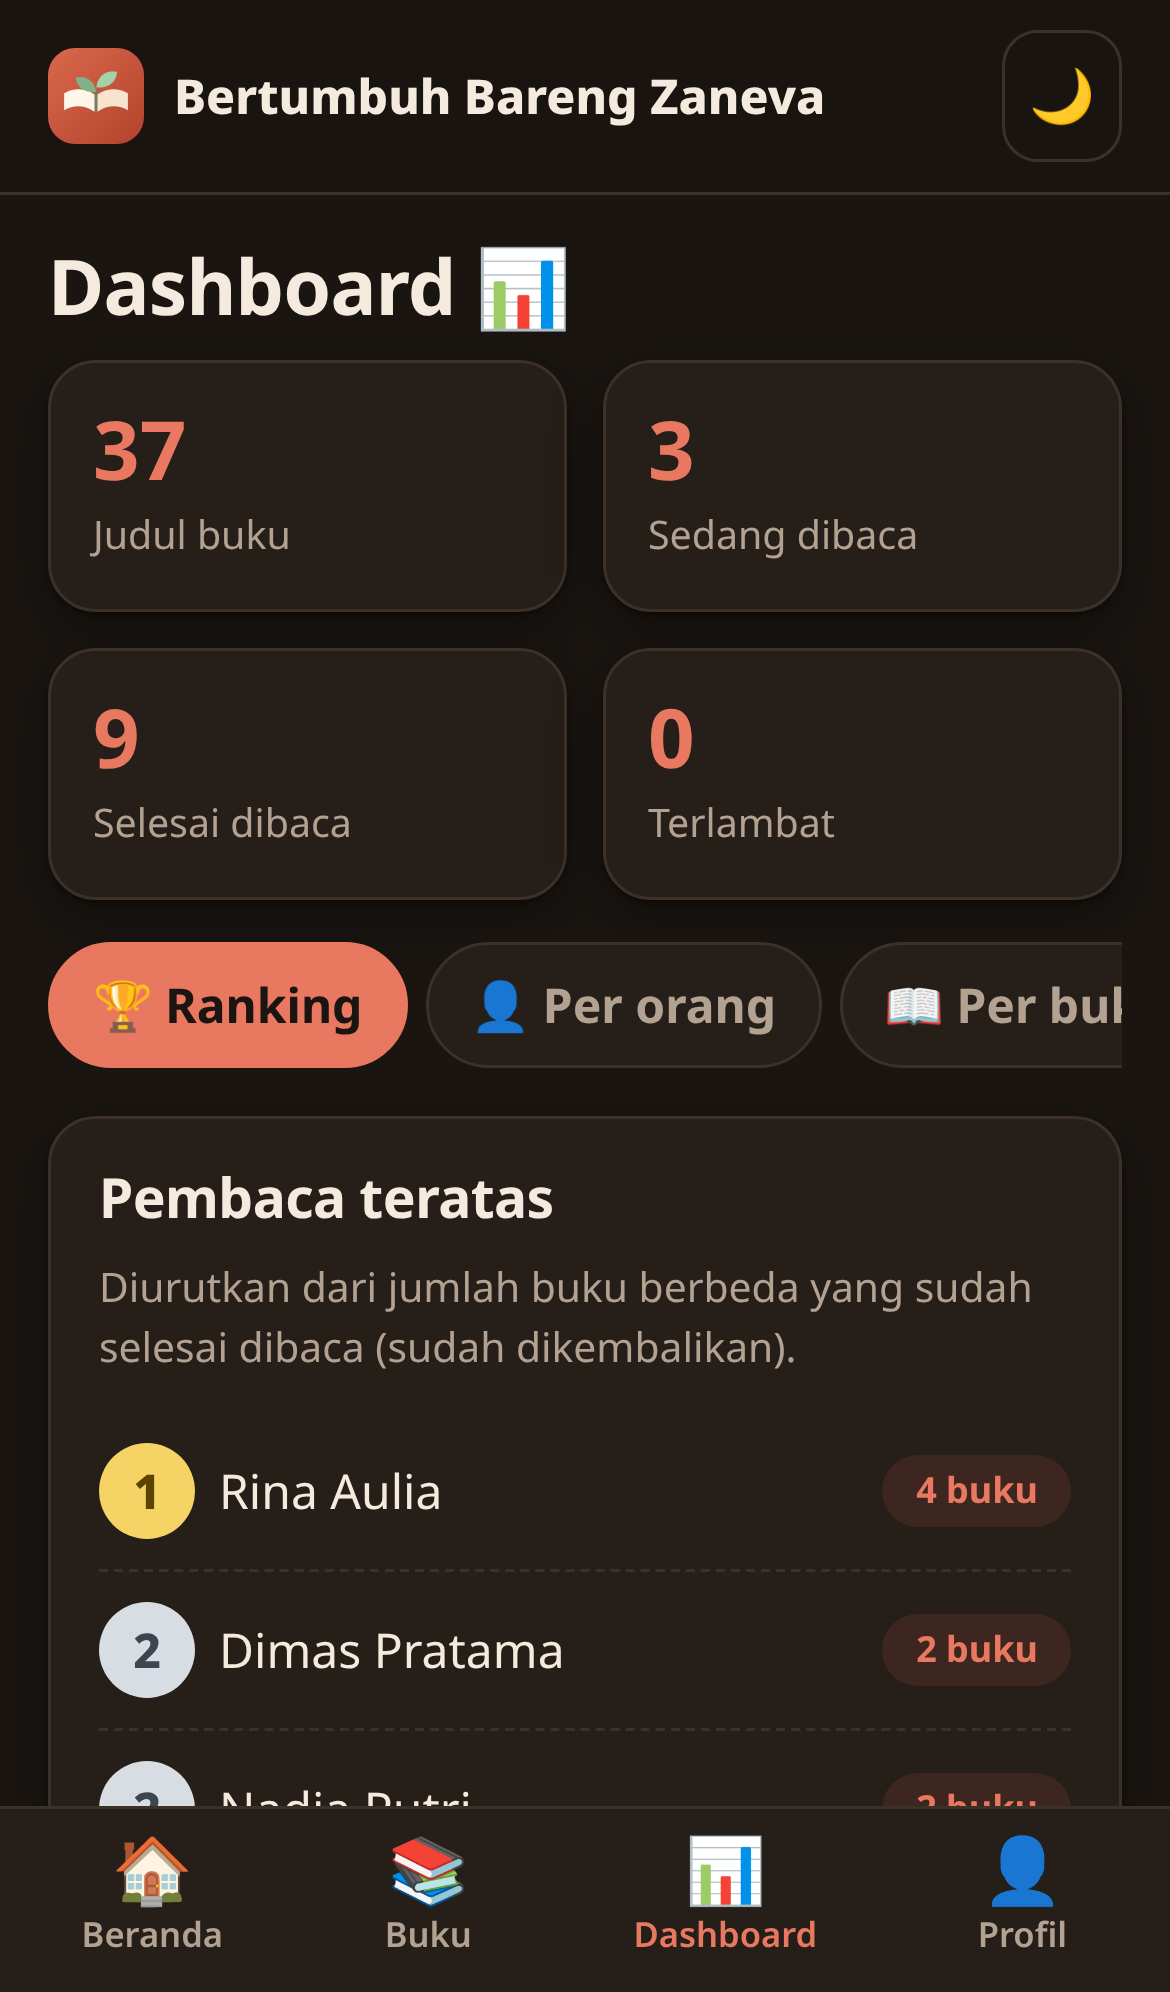 Bertumbuh Bareng Zaneva
Dashboard
37
Judul buku
3
Sedang dibaca
9
Selesai dibaca
0
Terlambat
Ranking
Per orang
Per
Pembaca teratas
Diurutkan dari jumlah buku berbeda yang sudah
selesai dibaca (sudah dikembalikan).
1 Rina Aulia 4 buku
2 Dimas Pratama 2 buku
Nadia Putri
Beranda
Buku
Dashboard
Profil